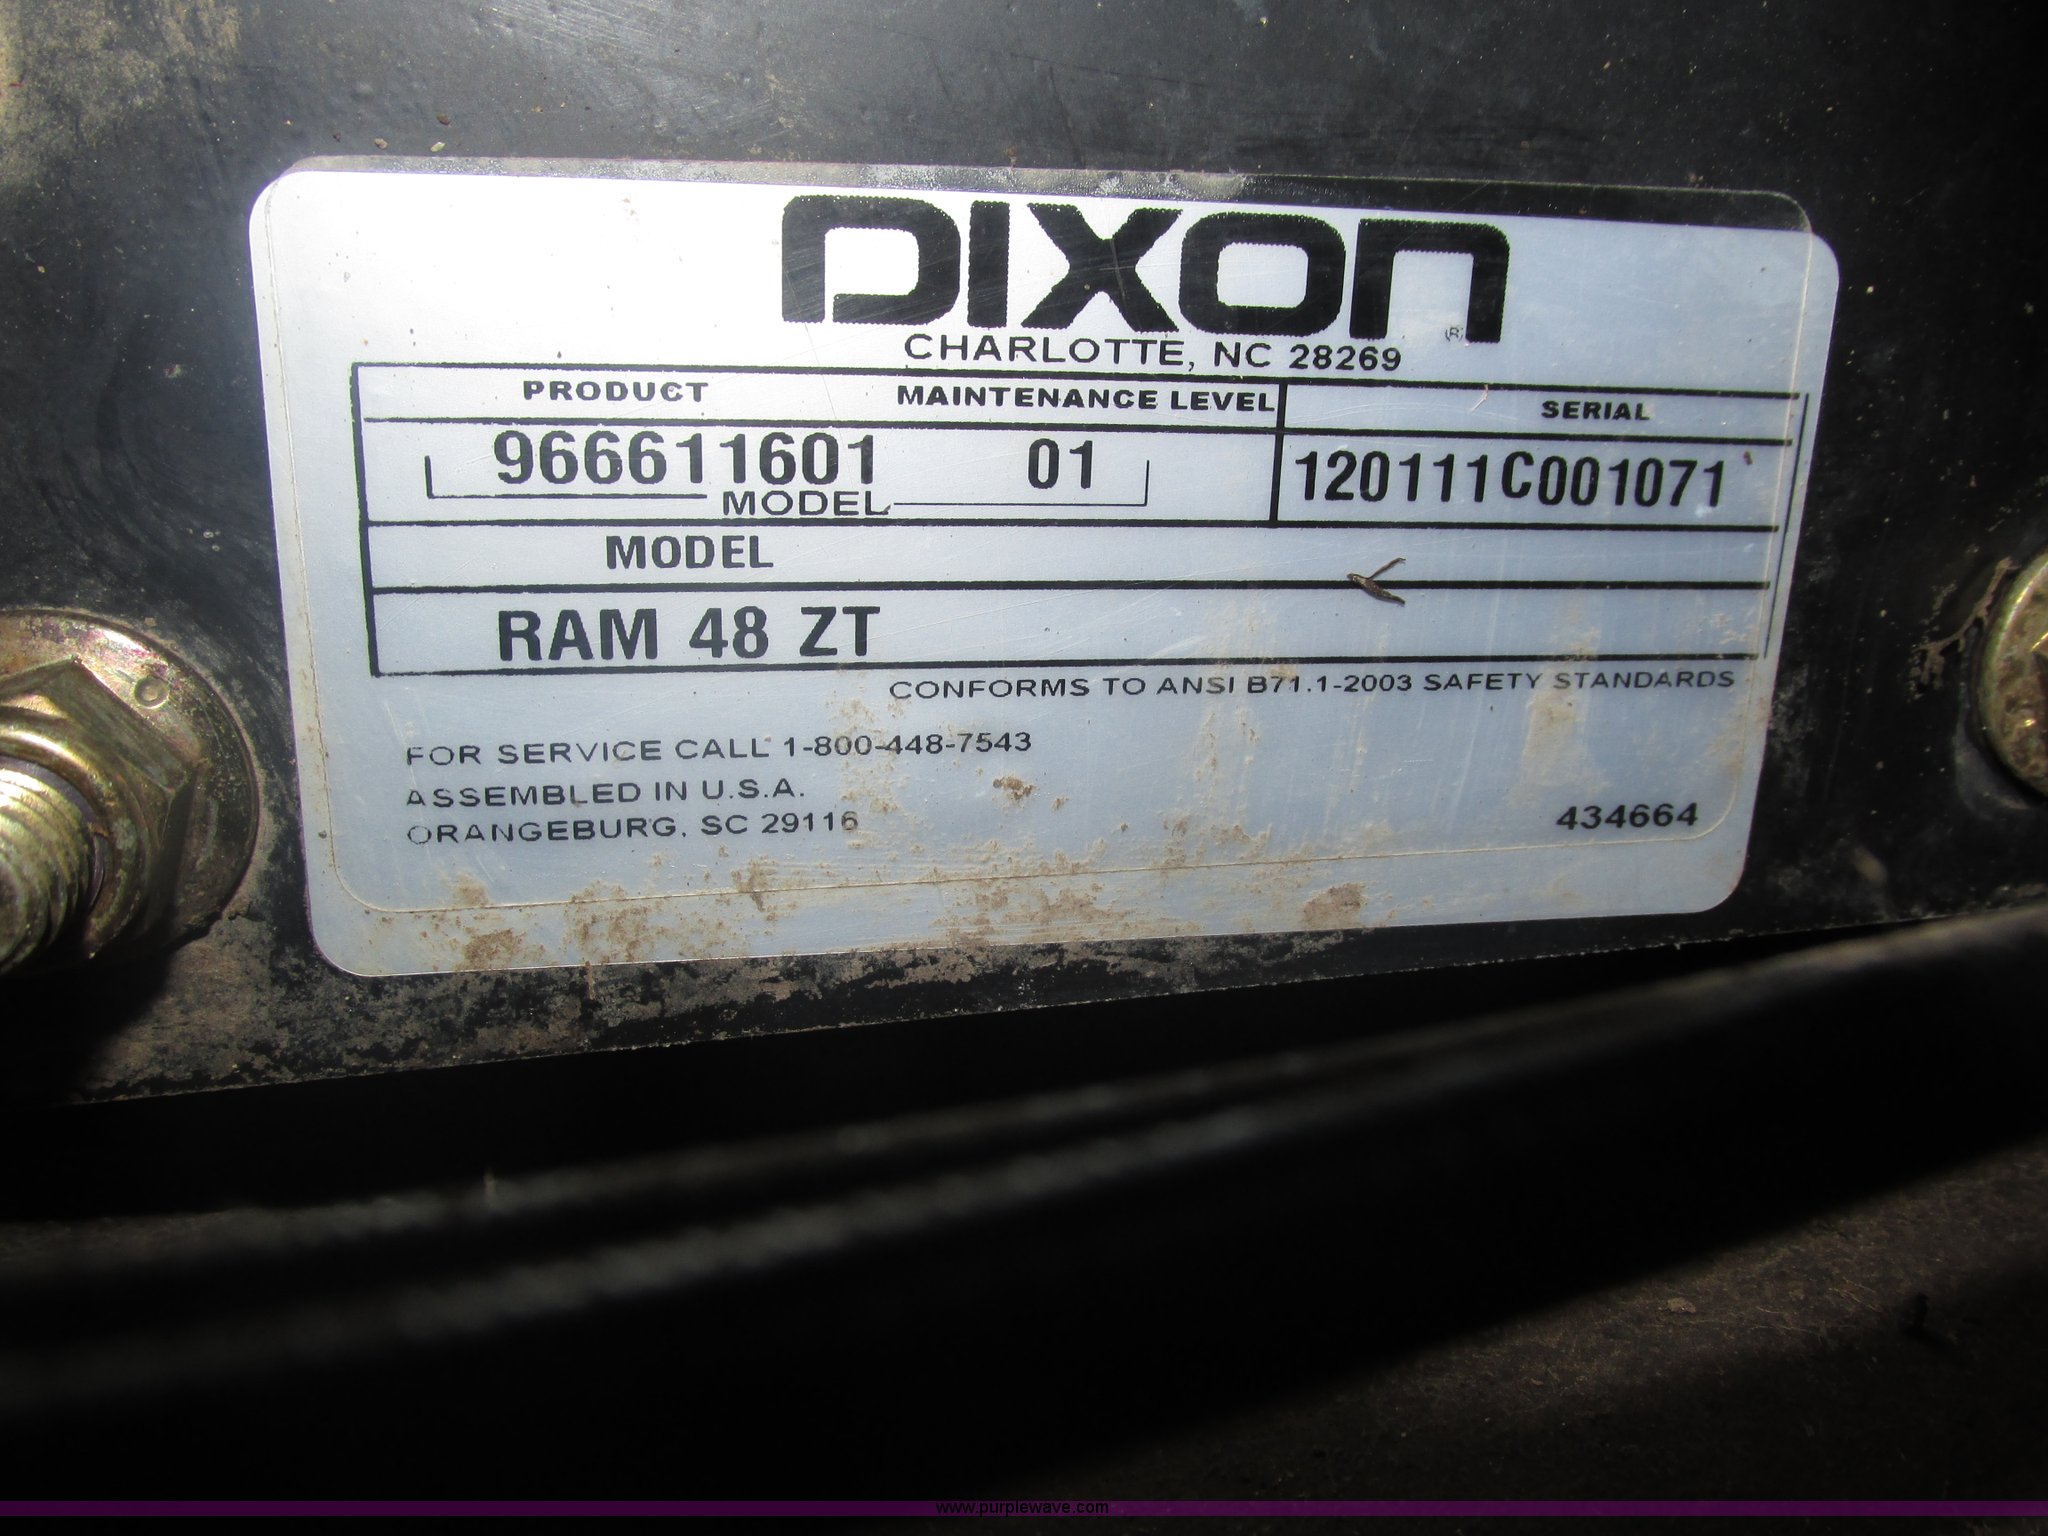 DIXON
®
CHARLOTTE, NC 28269
PRODUCT MAINTENANCE LEVEL SERIAL
966611601 01 120111C001071
MODEL
MODEL
RAM 48 ZT
CONFORMS TO ANSI B71.1-2003 SAFETY STANDARDS
FOR SERVICE CALL 1-800-448-7543
ASSEMBLED IN U.S.A.
ORANGEBURG, SC 29116
434664
www.purplewave.com